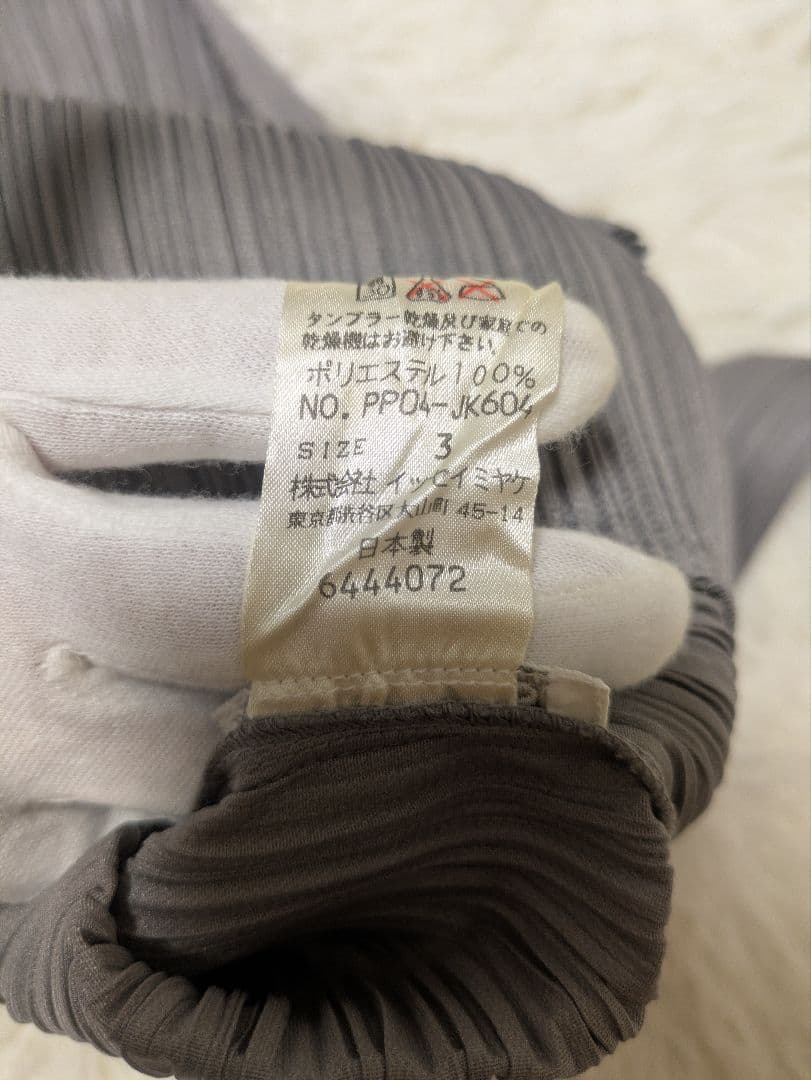 タンブラー乾燥及び家庭での
乾燥機はお避け下さい。
ポリエステル100%
NO. PP04-JK604
SIZE 3
株式会社 イッセイミヤケ
東京都渋谷区大山町 45-14
日本製
6444072